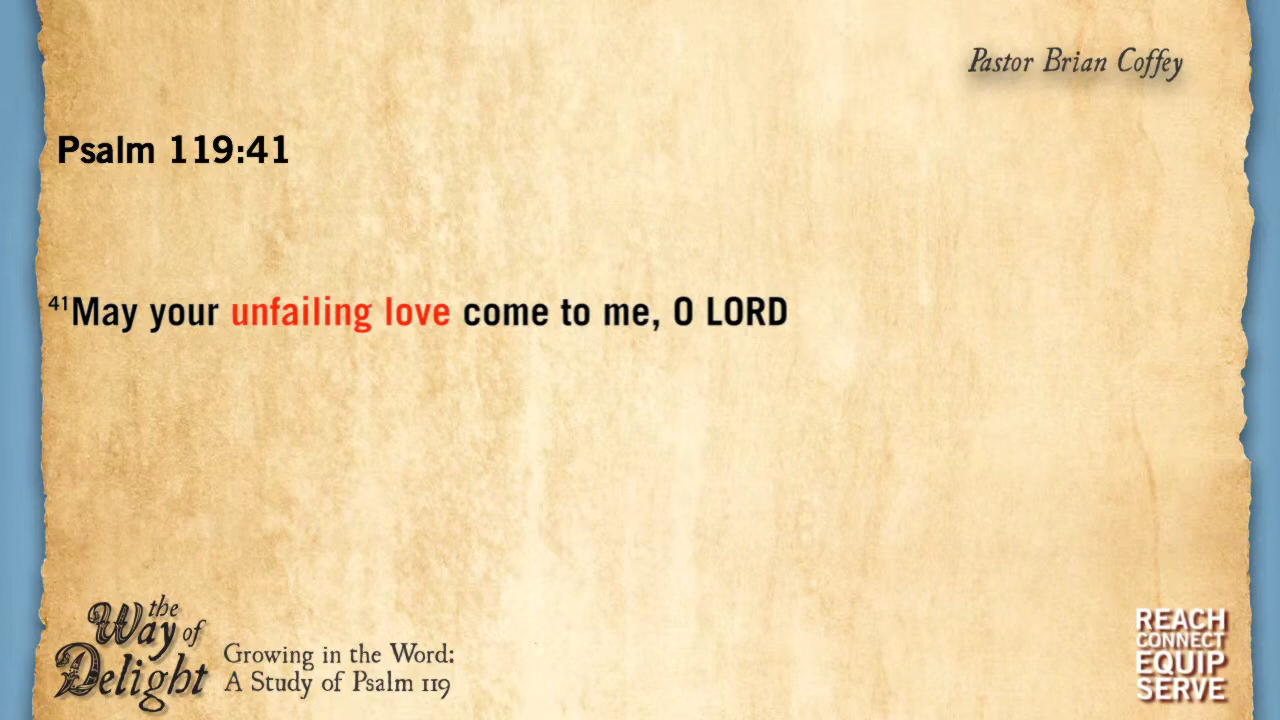 Pastor Brian Coffey
Psalm 119:41
41May your unfailing love come to me, O LORD
the
Way of
Delight
Growing in the Word:
A Study of Psalm 119
REACH
CONNECT
EQUIP
SERVE